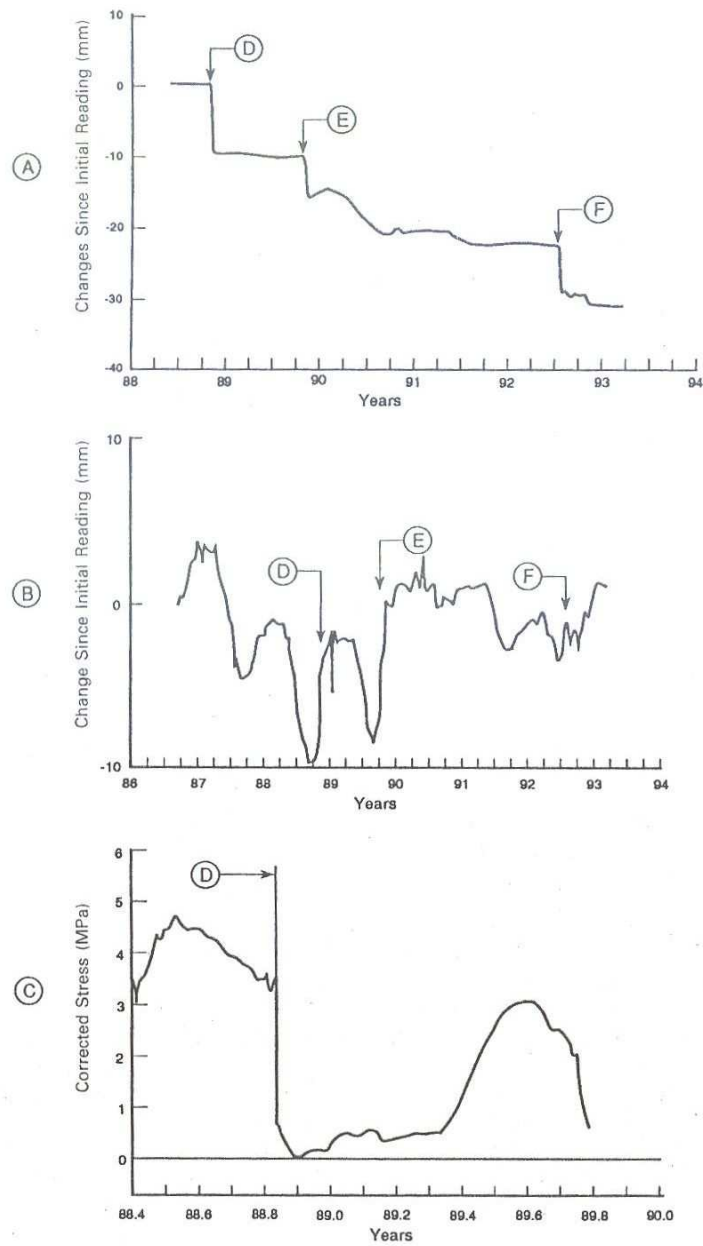 10
0
-10
-20
-30
-40
Changes Since Initial Reading (mm)
A
D
E
F
88 89 90 91 92 93 94
Years
10
0
-10
Change Since Initial Reading (mm)
B
D
E
F
86 87 88 89 90 91 92 93 94
Years
6
5
4
3
2
1
0
Corrected Stress (MPa)
C
D
88.4 88.6 88.8 89.0 89.2 89.4 89.6 89.8 90.0
Years